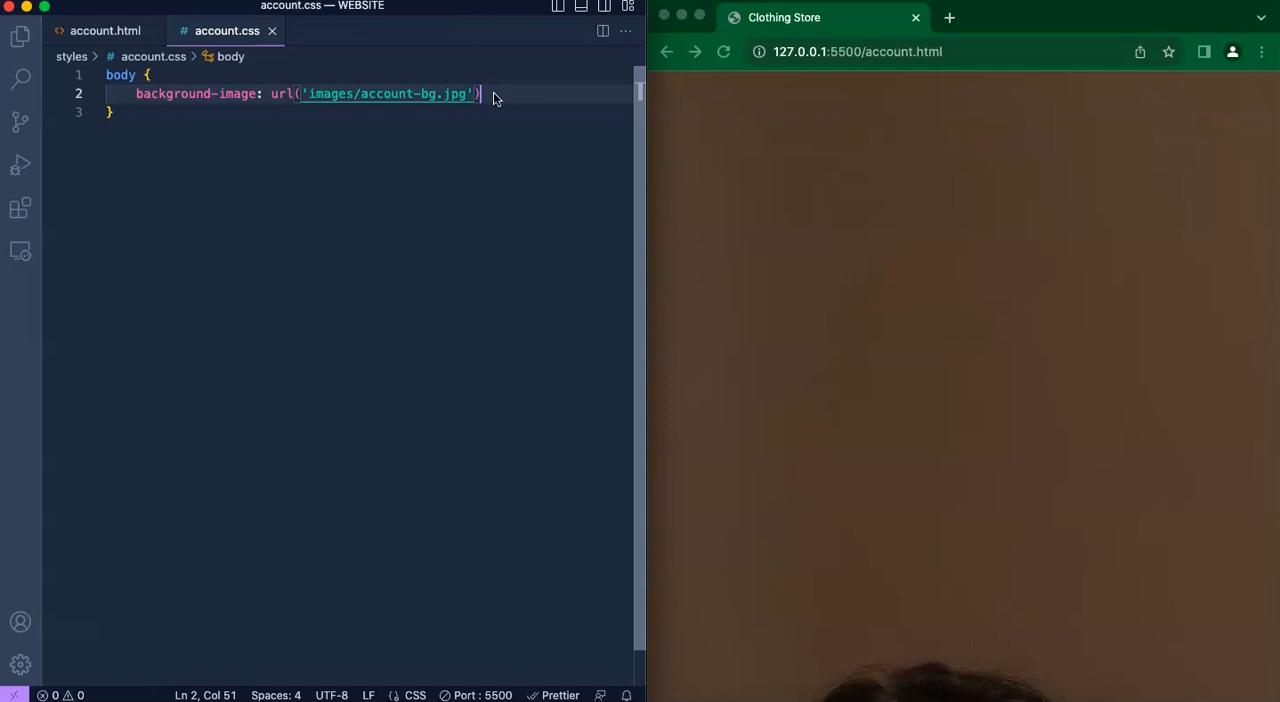 account.css — WEBSITE
account.html
# account.css
styles > # account.css > body
1 body {
2 background-image: url('images/account-bg.jpg')
3 }
0 0
Ln 2, Col 51 Spaces: 4 UTF-8 LF {} CSS Port : 5500 Prettier
Clothing Store
127.0.0.1:5500/account.html